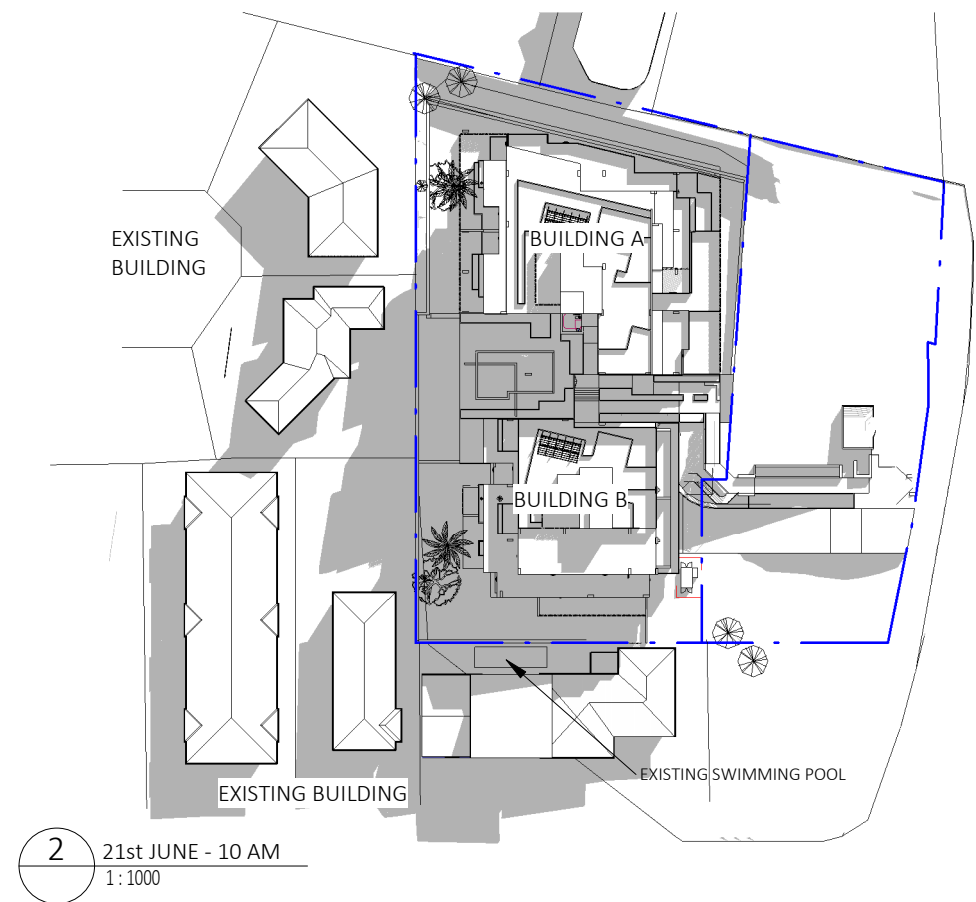 BUILDING A
EXISTING
BUILDING
BUILDING B
EXISTING SWIMMING POOL
EXISTING BUILDING
2
21st JUNE - 10 AM
1 : 1000